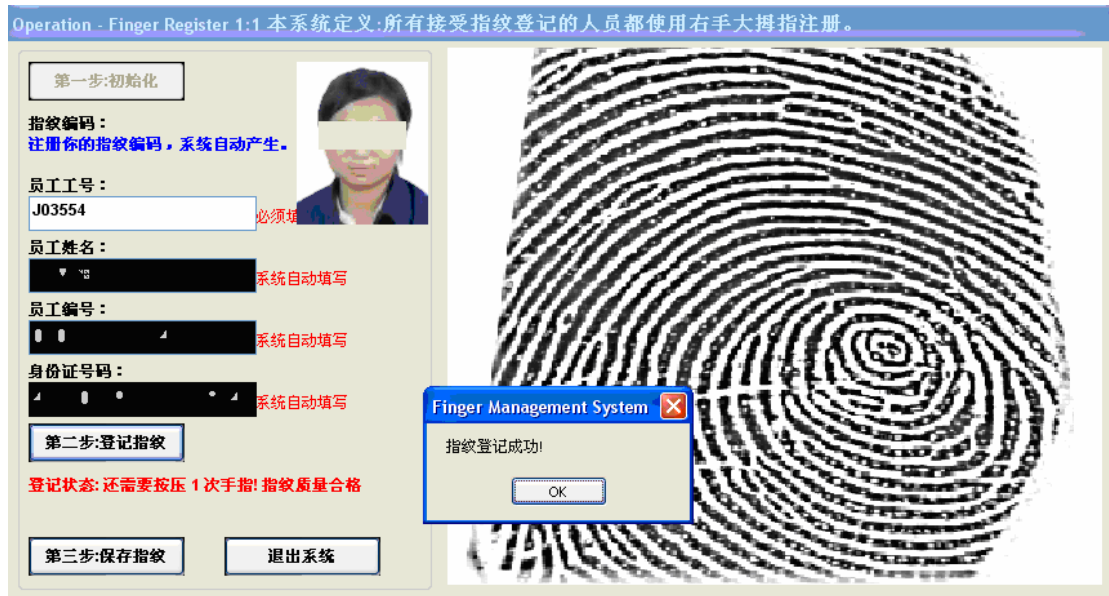 Operation - Finger Register 1:1 本系统定义:所有接受指纹登记的人员都使用右手大拇指注册。
第一步:初始化
指纹编码：
注册你的指纹编码，系统自动产生。
员工工号：
J03554
必须填
员工姓名：
系统自动填写
员工编号：
系统自动填写
身份证号码：
系统自动填写
第二步:登记指纹
登记状态: 还需要按压 1 次手指! 指纹质量合格
第三步:保存指纹
退出系统
Finger Management System
指纹登记成功!
OK